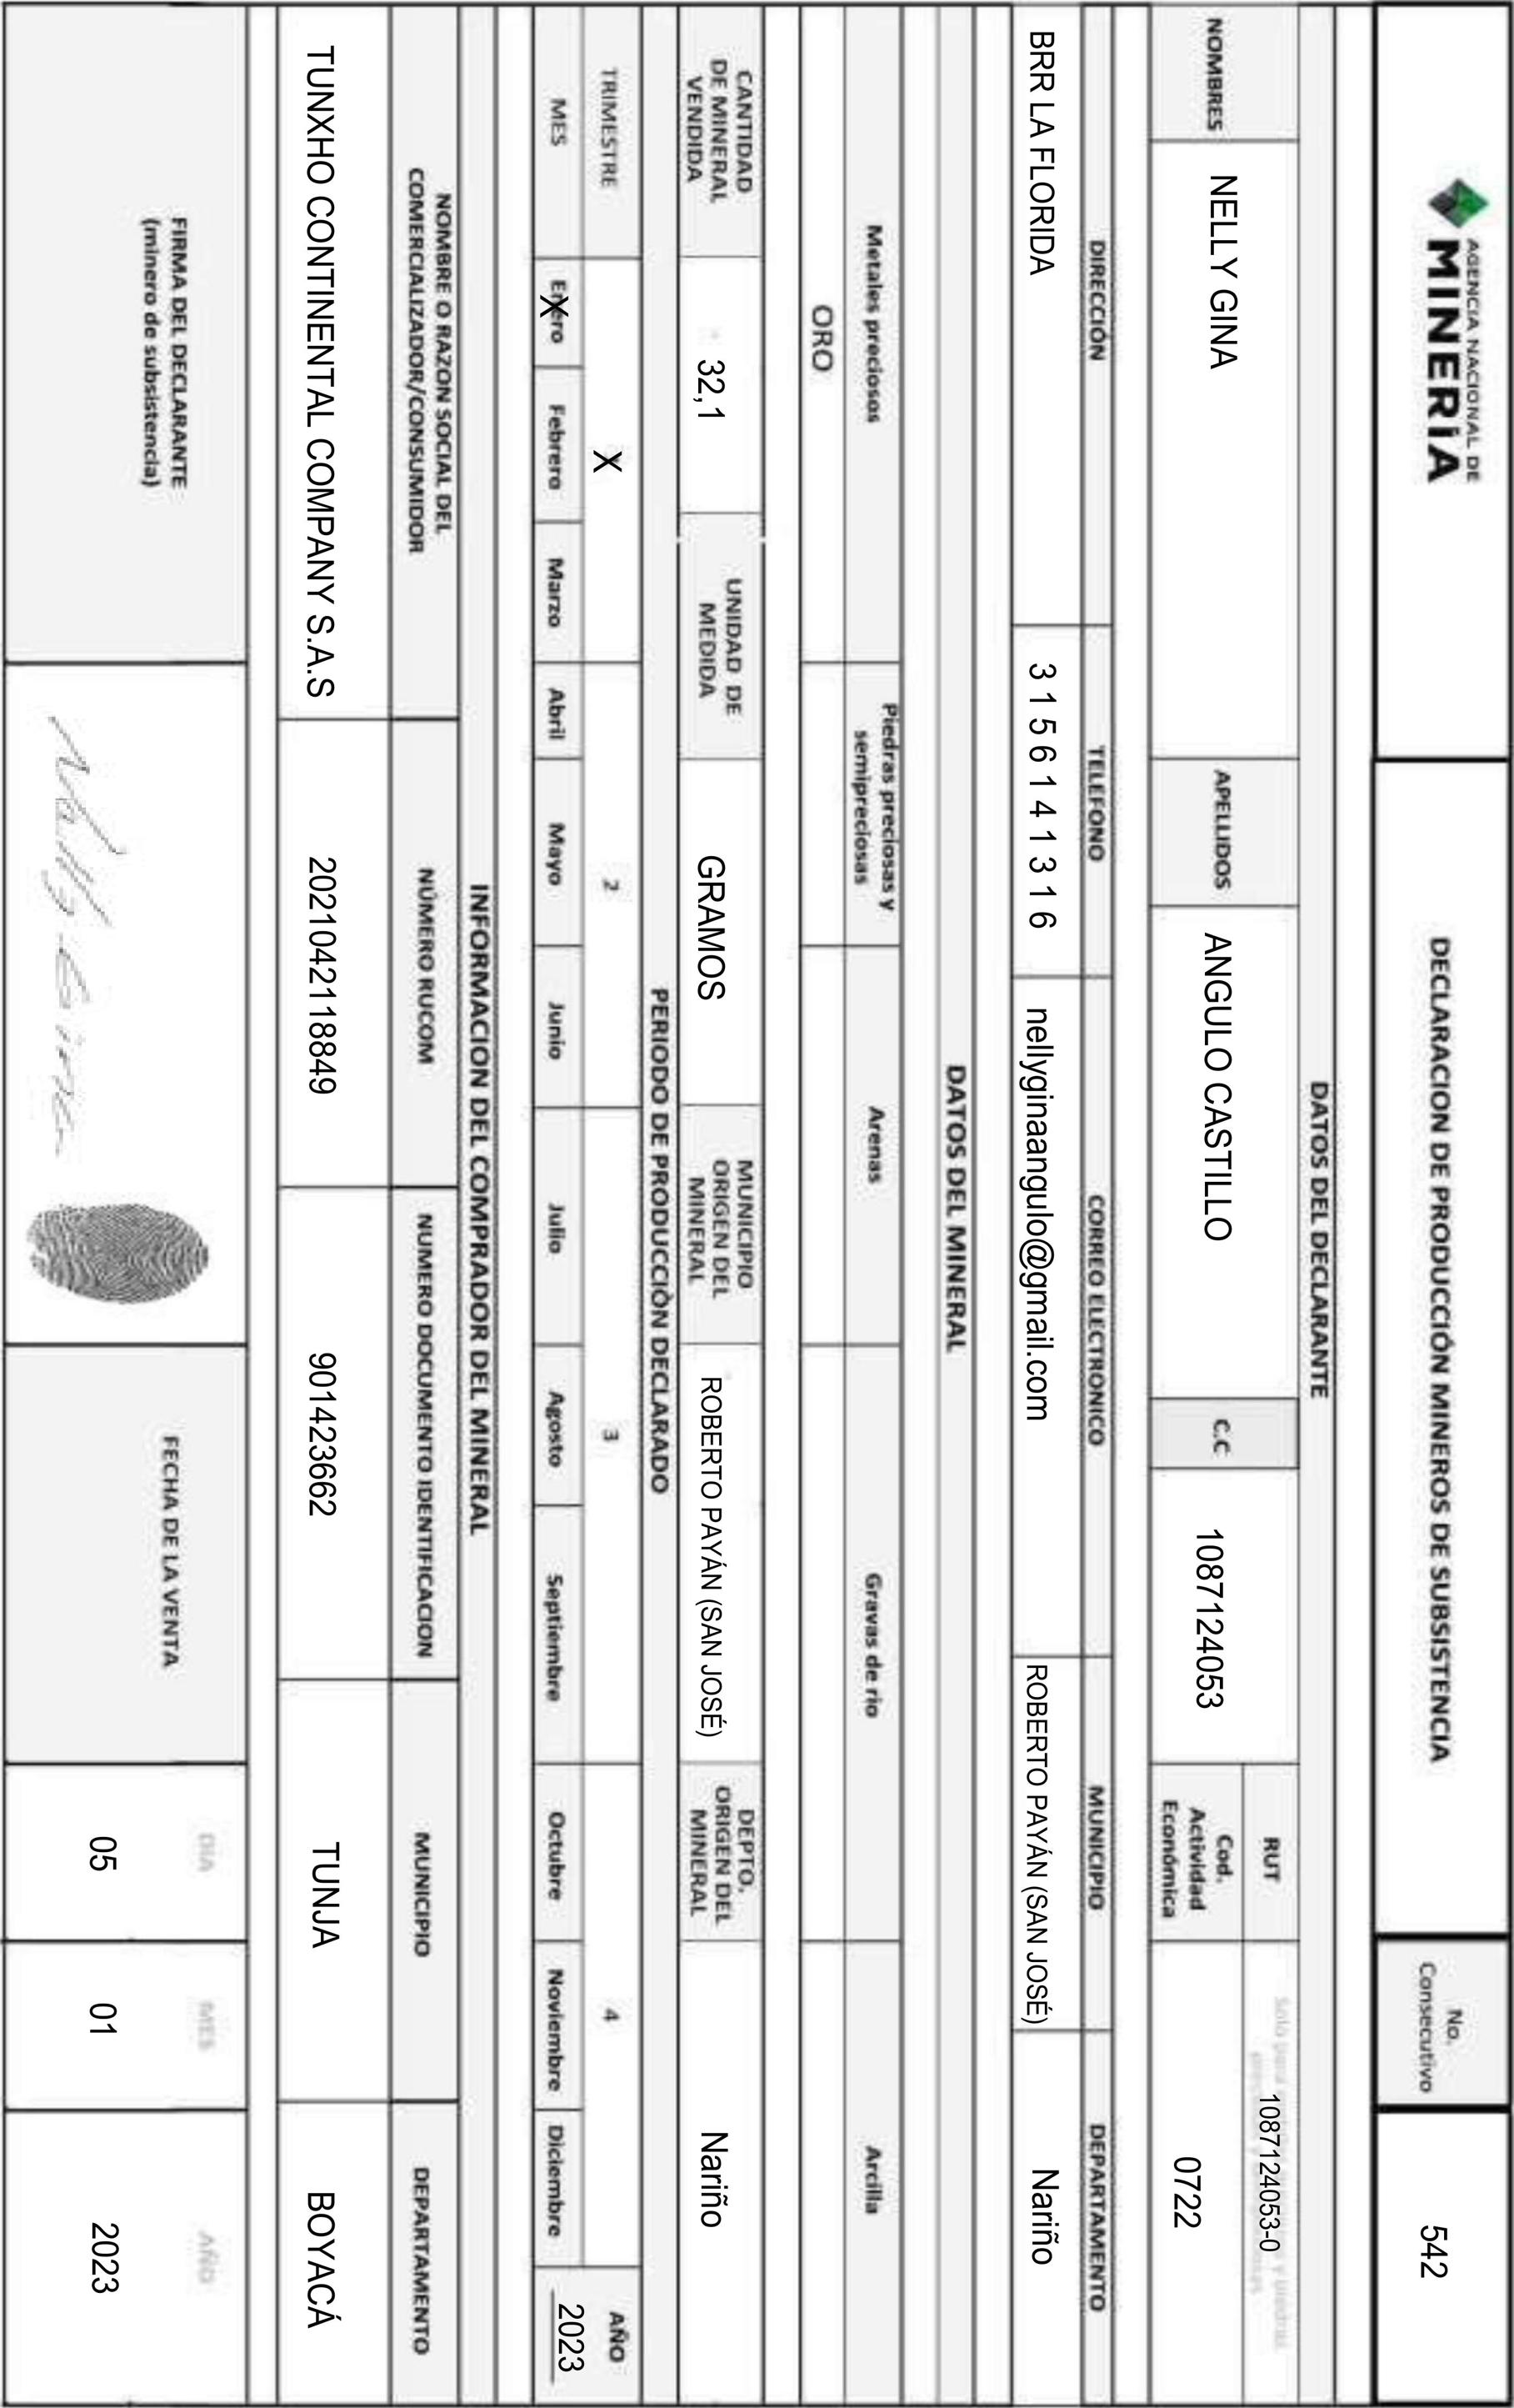 AGENCIA NACIONAL DE
MINERÍA
DECLARACION DE PRODUCCIÓN MINEROS DE SUBSISTENCIA
No.
Consecutivo
542
DATOS DEL DECLARANTE
NOMBRES
NELLY GINA
APELLIDOS
ANGULO CASTILLO
C.C
1087124053
RUT
Solo para
y piedras
1087124053-0
Cod.
Actividad
Económica
0722
DIRECCIÓN
TELEFONO
CORREO ELECTRONICO
MUNICIPIO
DEPARTAMENTO
BRR LA FLORIDA
3 1 5 6 1 4 1 3 1 6
nellyginaangulo@gmail.com
ROBERTO PAYÁN (SAN JOSÉ)
Nariño
DATOS DEL MINERAL
Metales preciosos
Piedras preciosas y
semipreciosas
Arenas
Gravas de rio
Arcilla
ORO
CANTIDAD
DE MINERAL
VENDIDA
32,1
UNIDAD DE
MEDIDA
GRAMOS
MUNICIPIO
ORIGEN DEL
MINERAL
ROBERTO PAYÁN (SAN JOSÉ)
DEPTO.
ORIGEN DEL
MINERAL
Nariño
PERIODO DE PRODUCCIÓN DECLARADO
TRIMESTRE
X
2
3
4
AÑO
MES
Enero
X
Febrero
Marzo
Abril
Mayo
Junio
Julio
Agosto
Septiembre
Octubre
Noviembre
Diciembre
2023
INFORMACION DEL COMPRADOR DEL MINERAL
NOMBRE O RAZON SOCIAL DEL
COMERCIALIZADOR/CONSUMIDOR
NÚMERO RUCOM
NUMERO DOCUMENTO IDENTIFICACION
MUNICIPIO
DEPARTAMENTO
TUNXHO CONTINENTAL COMPANY S.A.S
2021042118849
901423662
TUNJA
BOYACÁ
FIRMA DEL DECLARANTE
(minero de subsistencia)
Nelly Gina
FECHA DE LA VENTA
DIA
MES
AÑO
05
01
2023